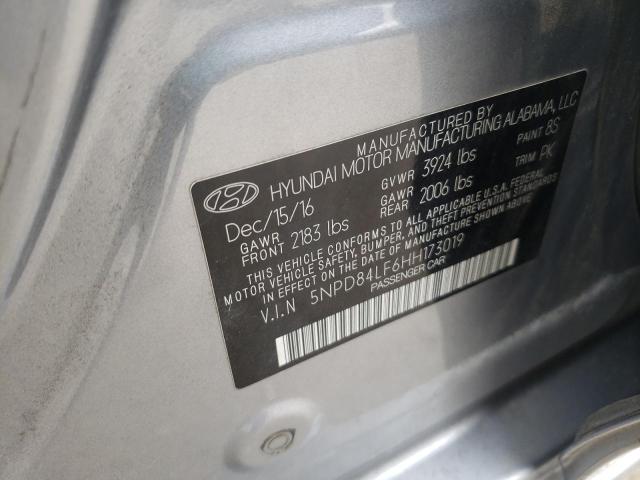 MANUFACTURED BY
HYUNDAI MOTOR MANUFACTURING ALABAMA, LLC
Dec/15/16 GVWR 3924 lbs PAINT 8S
GAWR FRONT 2183 lbs GAWR REAR 2006 lbs TRIM PK
THIS VEHICLE CONFORMS TO ALL APPLICABLE U.S.A. FEDERAL
MOTOR VEHICLE SAFETY, BUMPER, AND THEFT PREVENTION STANDARDS
IN EFFECT ON THE DATE OF MANUFACTURE SHOWN ABOVE.
V.I.N 5NPD84LF6HH173019
PASSENGER CAR